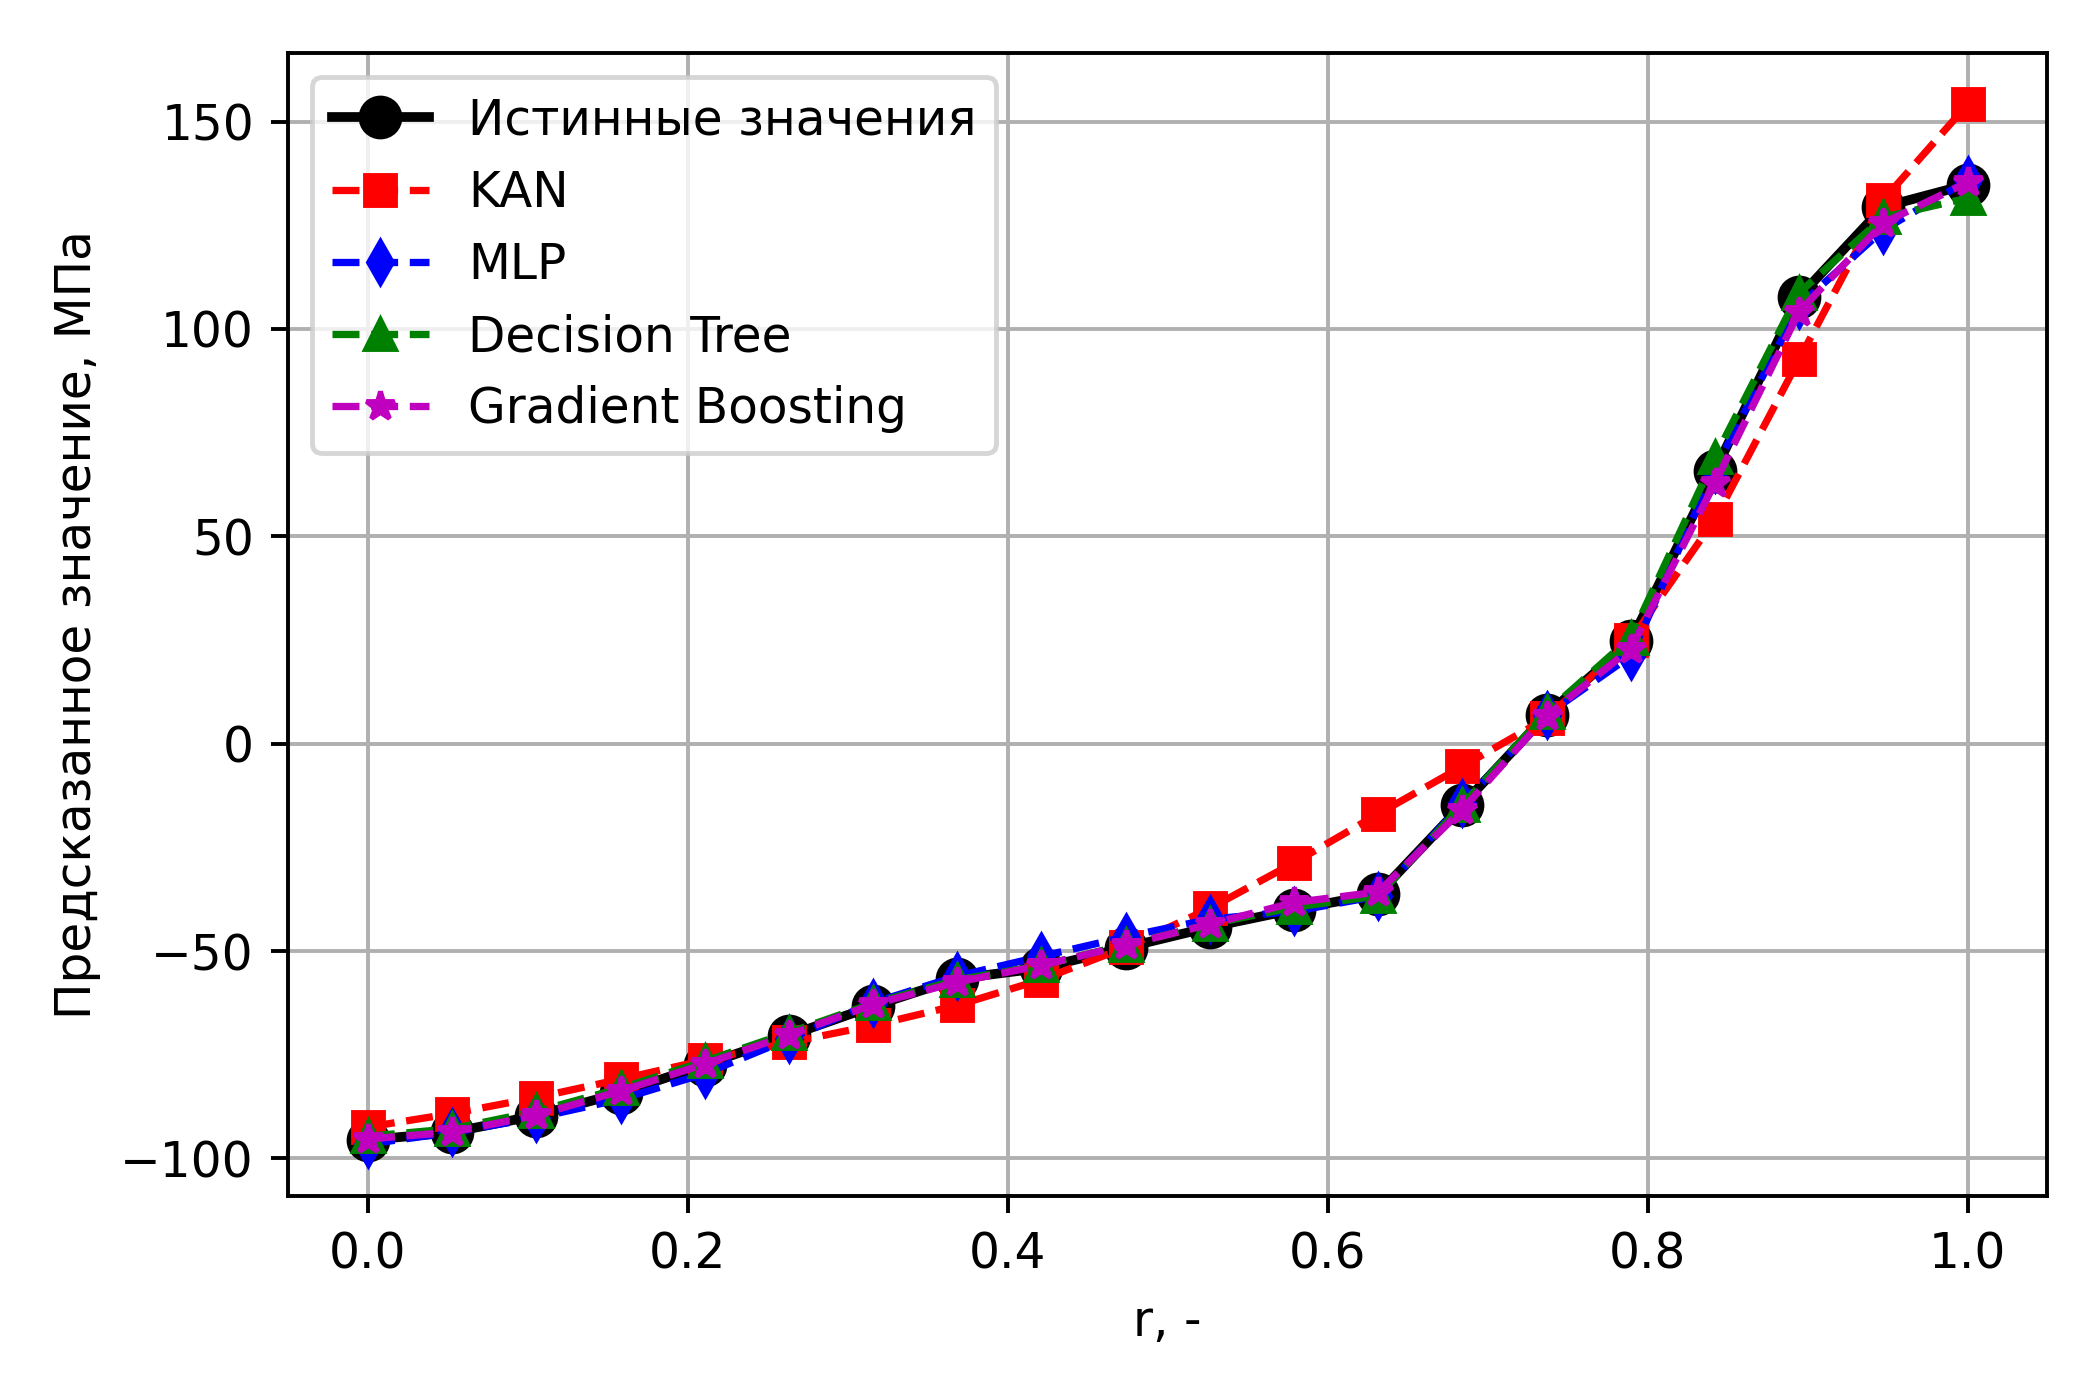 Истинные значения
KAN
MLP
Decision Tree
Gradient Boosting
Предсказанное значение, МПа
150
100
50
0
−50
−100
0.0 0.2 0.4 0.6 0.8 1.0
r, -